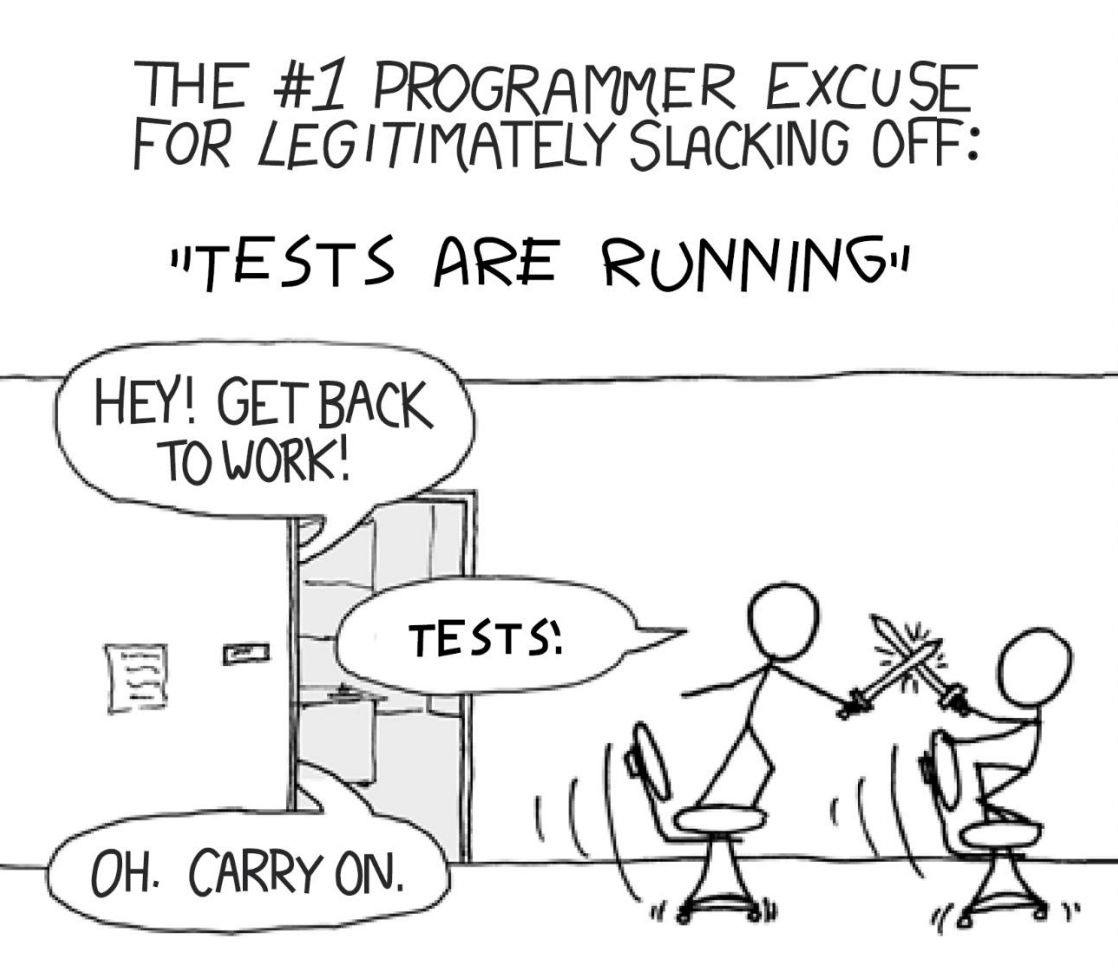 THE #1 PROGRAMMER EXCUSE
FOR LEGITIMATELY SLACKING OFF:
"TESTS ARE RUNNING"
HEY! GET BACK
TO WORK!
TESTS!
OH. CARRY ON.